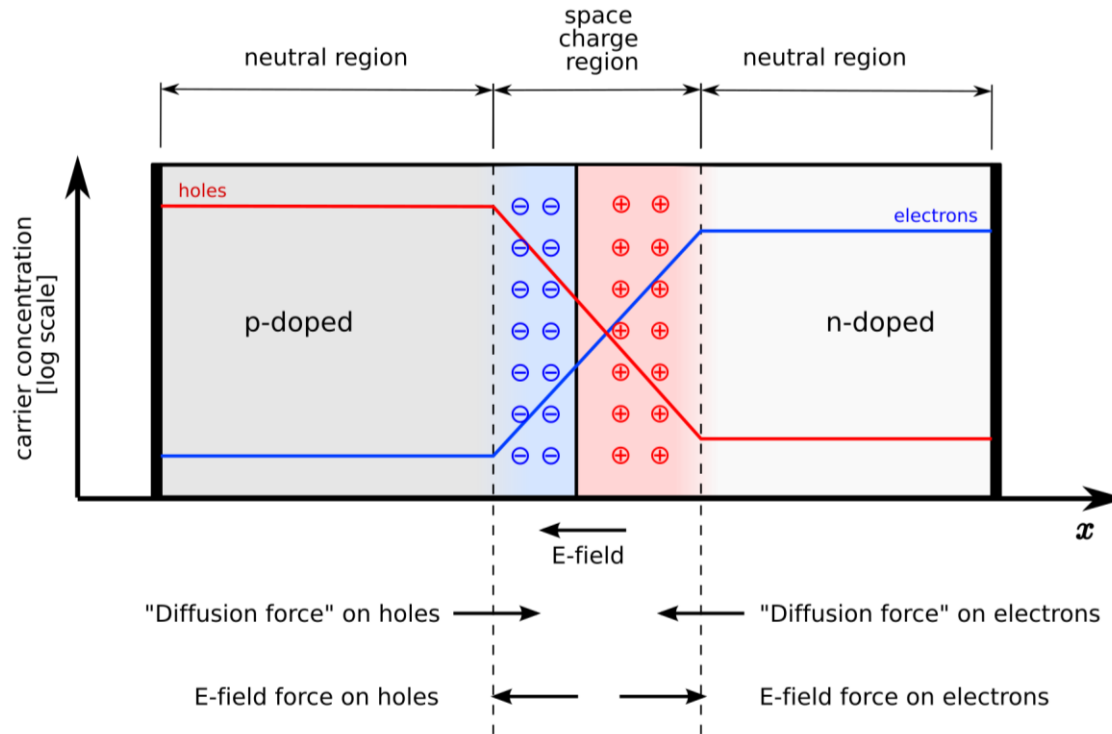 space
charge
region
neutral region
neutral region
holes
electrons
p-doped
n-doped
carrier concentration
[log scale]
x
E-field
"Diffusion force" on holes
"Diffusion force" on electrons
E-field force on holes
E-field force on electrons